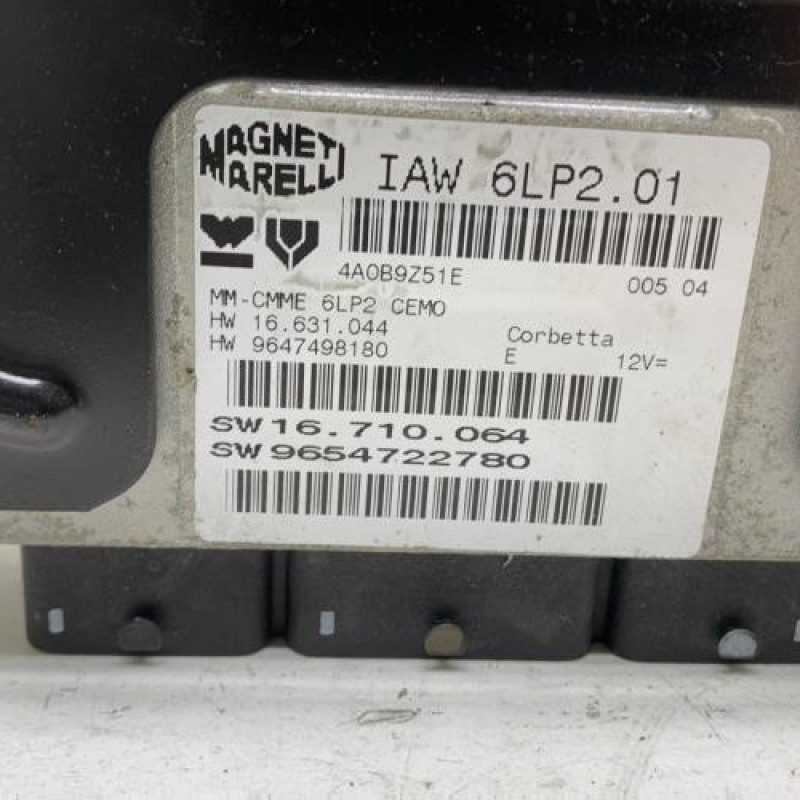 MAGNETI
MARELLI
IAW 6LP2.01
4A0B9Z51E 005 04
MM-CMME 6LP2 CEMO
HW 16.631.044 Corbetta
HW 9647498180 E 12V=
SW 16.710.064
SW 9654722780